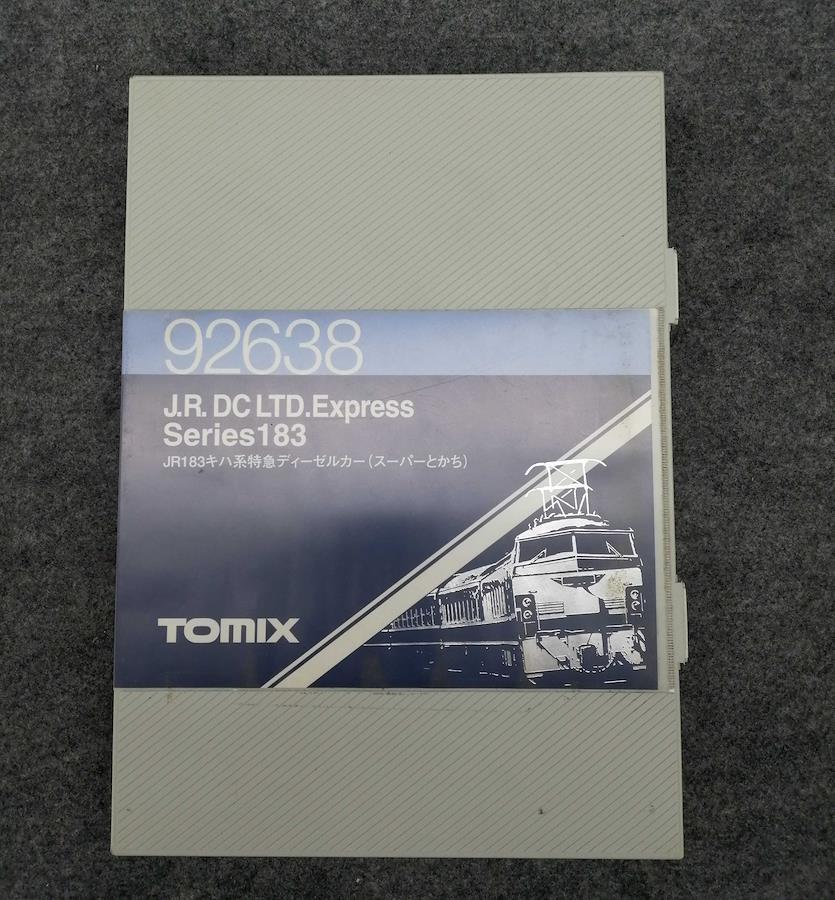 92638
J.R. DC LTD.Express
Series183
JR183キハ系特急ディーゼルカー(スーパーとかち)
TOMIX